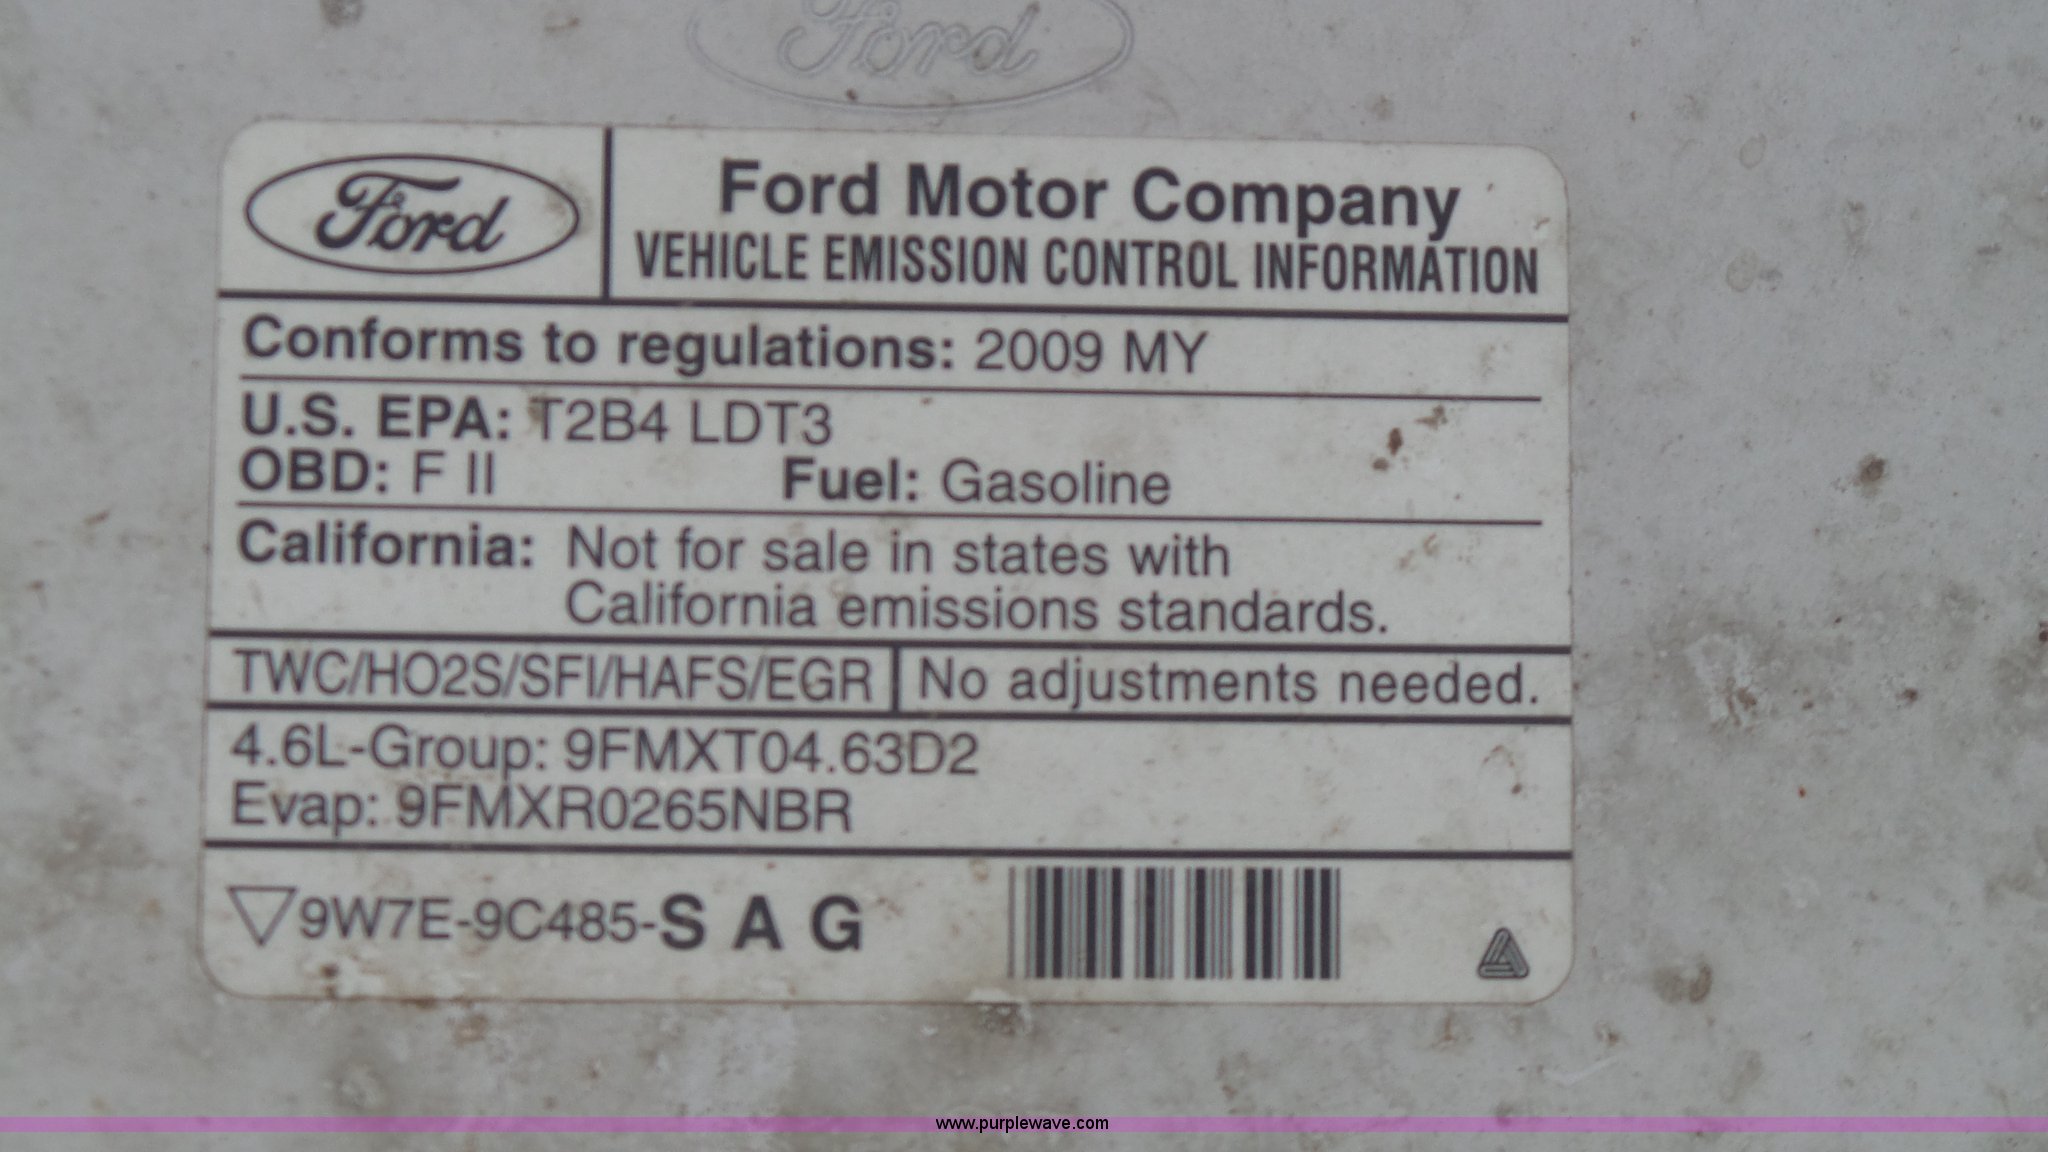 Ford
Ford
Ford Motor Company
VEHICLE EMISSION CONTROL INFORMATION
Conforms to regulations: 2009 MY
U.S. EPA: T2B4 LDT3
OBD: F II Fuel: Gasoline
California: Not for sale in states with
California emissions standards.
TWC/HO2S/SFI/HAFS/EGR No adjustments needed.
4.6L-Group: 9FMXT04.63D2
Evap: 9FMXR0265NBR
9W7E-9C485-S A G
www.purplewave.com